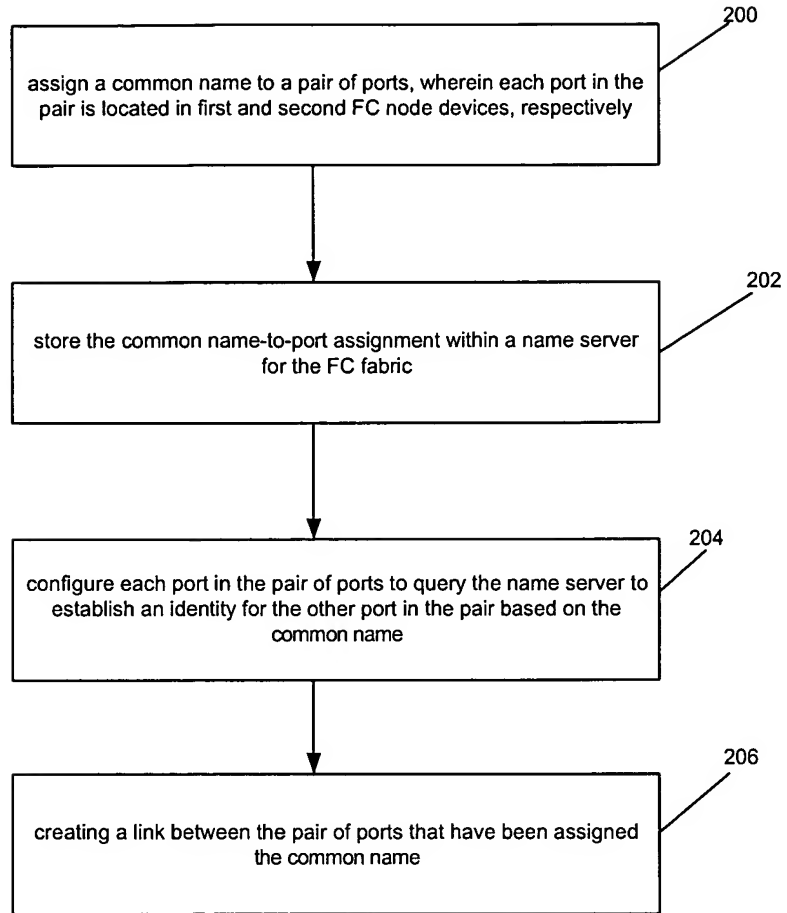 200
assign a common name to a pair of ports, wherein each port in the
pair is located in first and second FC node devices, respectively
202
store the common name-to-port assignment within a name server
for the FC fabric
204
configure each port in the pair of ports to query the name server to
establish an identity for the other port in the pair based on the
common name
206
creating a link between the pair of ports that have been assigned
the common name